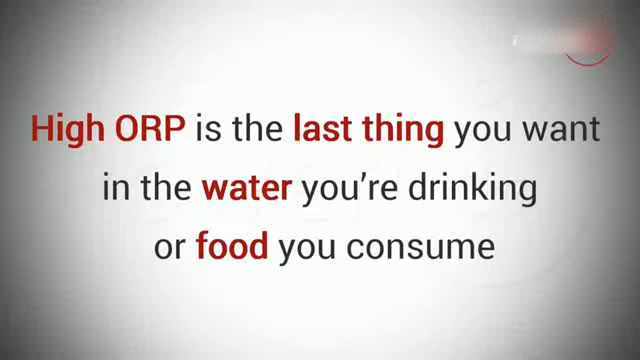 High ORP is the last thing you want
in the water you’re drinking
or food you consume